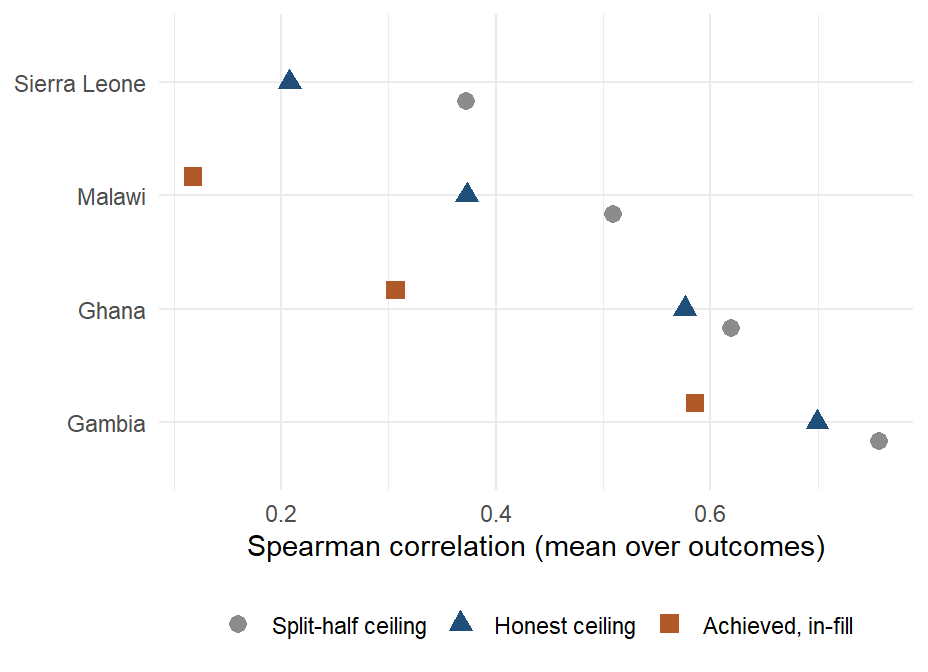 Sierra Leone
Malawi
Ghana
Gambia
0.2 0.4 0.6
Spearman correlation (mean over outcomes)
Split-half ceiling Honest ceiling Achieved, in-fill